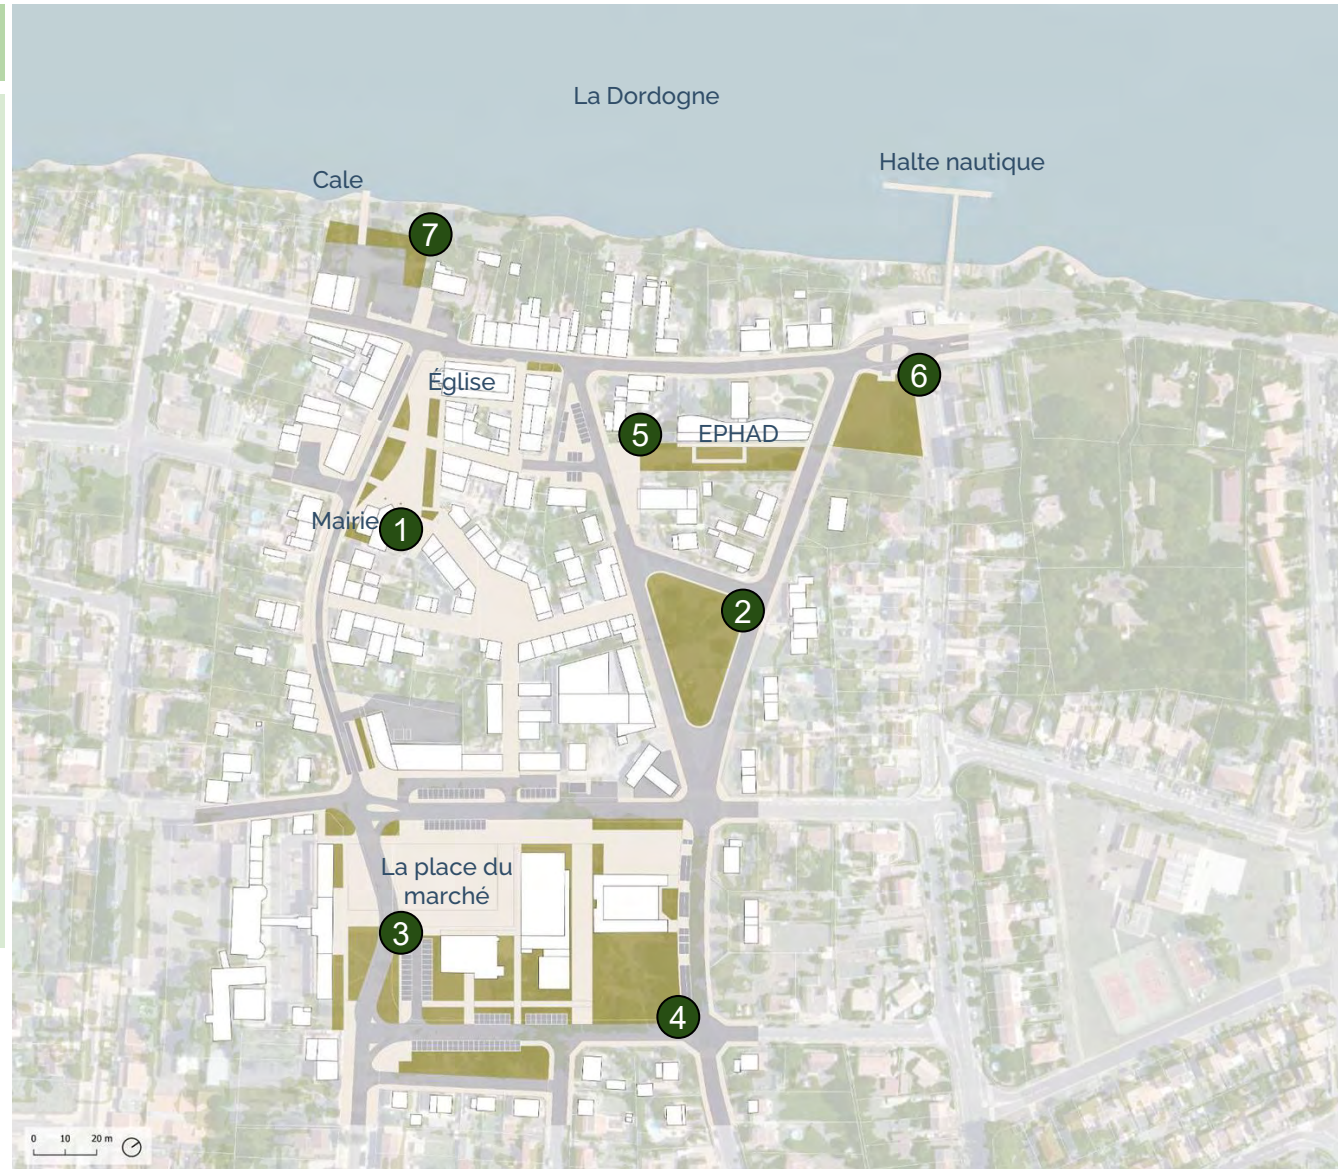 La Dordogne
Halte nautique
Cale
7
6
Église
5
EPHAD
Mairie
1
2
La place du
marché
3
4
0 10 20 m